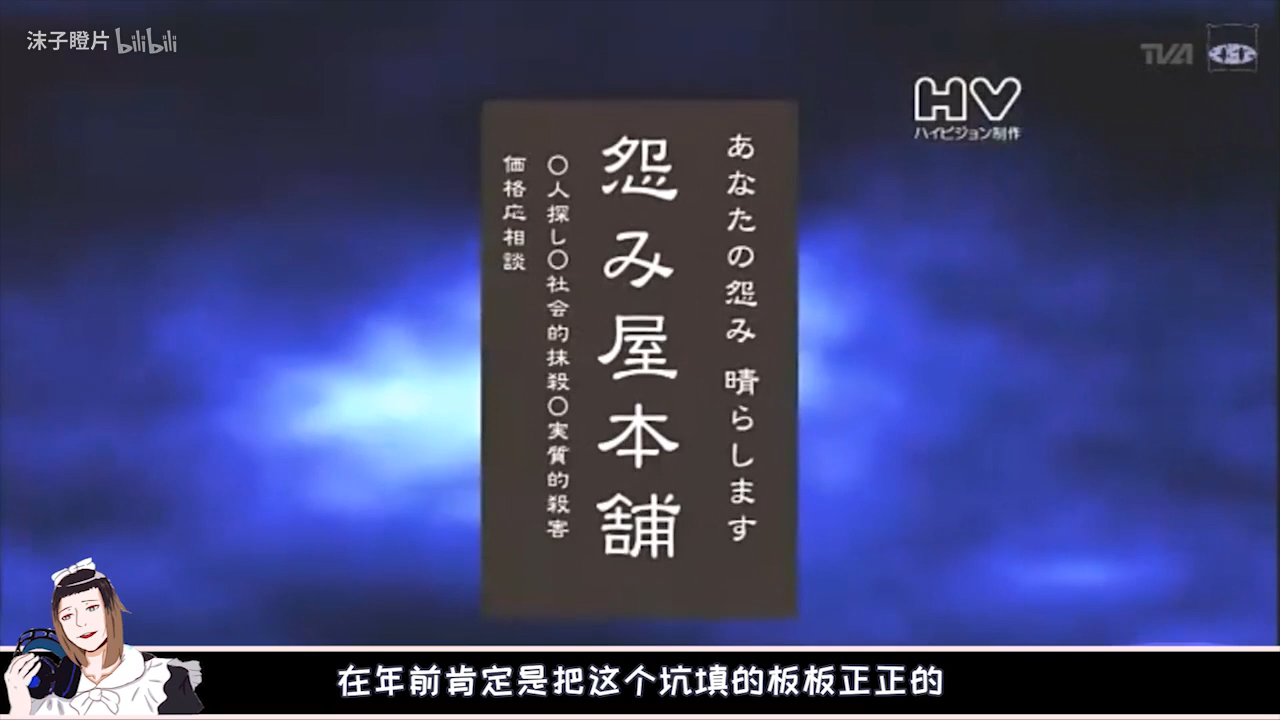 沫子瞪片 bilibili
TVA
HV
ハイビジョン制作
あなたの怨み 晴らします
怨み屋本舗
〇人探し〇社会的抹殺〇実質的殺害
価格応相談
在年前肯定是把这个坑填的板板正正的